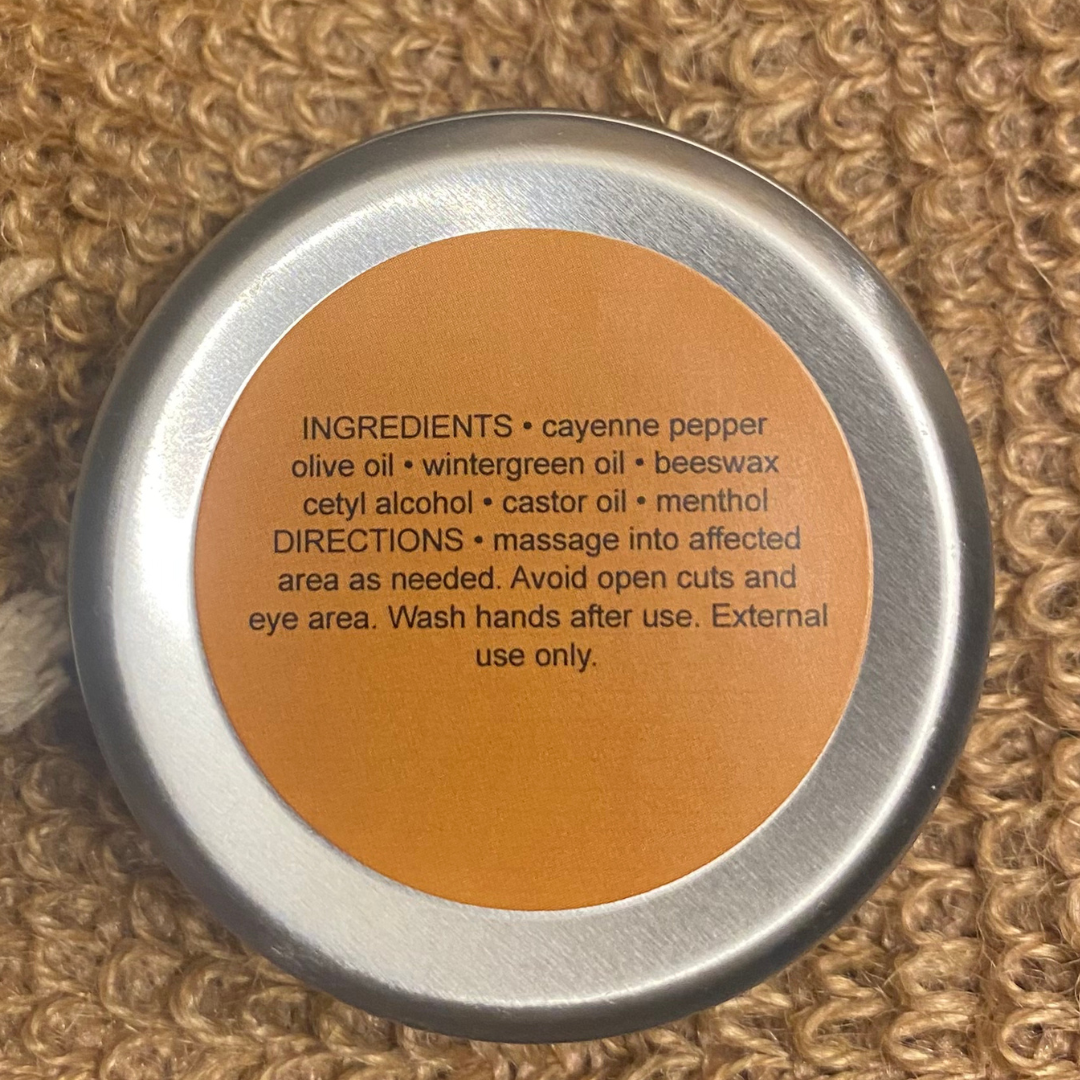 INGREDIENTS • cayenne pepper
olive oil • wintergreen oil • beeswax
cetyl alcohol • castor oil • menthol
DIRECTIONS • massage into affected
area as needed. Avoid open cuts and
eye area. Wash hands after use. External
use only.